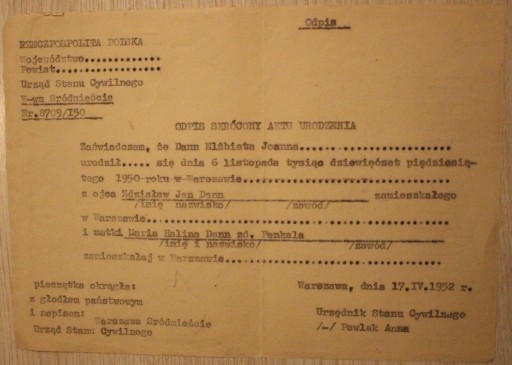 Odpis
RZECZPOSPOLITA POLSKA
Województwo..............
Powiat..................
Urząd Stanu Cywilnego
W-wa Śródmieście
Nr.8709/150
ODPIS SKRÓCONY AKTU URODZENIA
Zaświadczam, że Dann Elżbieta Joanna......................
urodził..... się dnia 6 listopada tysiąc dziewięćset piędziesią-
tego 1950 roku w Warszawie...............................
z ojca Zdzisław Jan Dann zamieszkałego
/imię nazwisko/ /zawód/
w Warszawie..............................................
i matki Maria Halina Dann zd. Penkala
/imię i nazwisko/ /zawód/
zamieszkałaj w Warszawie.................................
pieczątka okrągła: Warszawa, dnia 17.IV.1952 r.
z głodłem państwowym
i napisem: Warszawa Śródmieście
Urząd Stanu Cywilnego
Urzędnik Stanu Cywilnego
/-/ Pawlak Anna